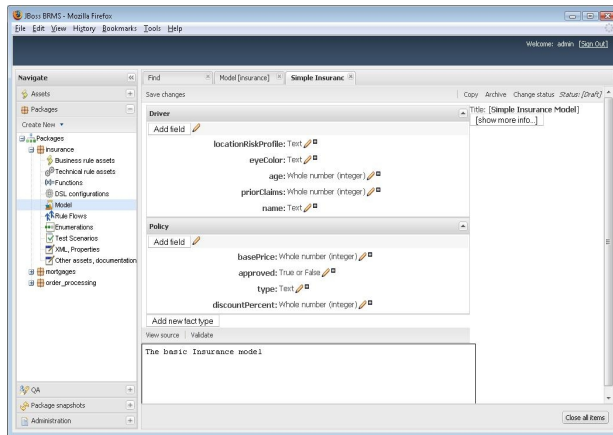 JBoss BRMS - Mozilla Firefox
File Edit View History Bookmarks Tools Help
Welcome: admin [Sign Out]
Navigate
Find
Model [insurance]
Simple Insuranc
Assets
Save changes
Copy Archive Change status Status: [Draft]
Packages
Create New
Packages
insurance
Business rule assets
Technical rule assets
Functions
DSL configurations
Model
Rule Flows
Enumerations
Test Scenarios
XML, Properties
Other assets, documentation
mortgages
order_processing
Driver
Add field
locationRiskProfile: Text
eyeColor: Text
age: Whole number (integer)
priorClaims: Whole number (integer)
name: Text
Policy
Add field
basePrice: Whole number (integer)
approved: True or False
type: Text
discountPercent: Whole number (integer)
Add new fact type
View source Validate
The basic Insurance model
Title: [Simple Insurance Model]
[show more info...]
QA
Package snapshots
Administration
Close all items